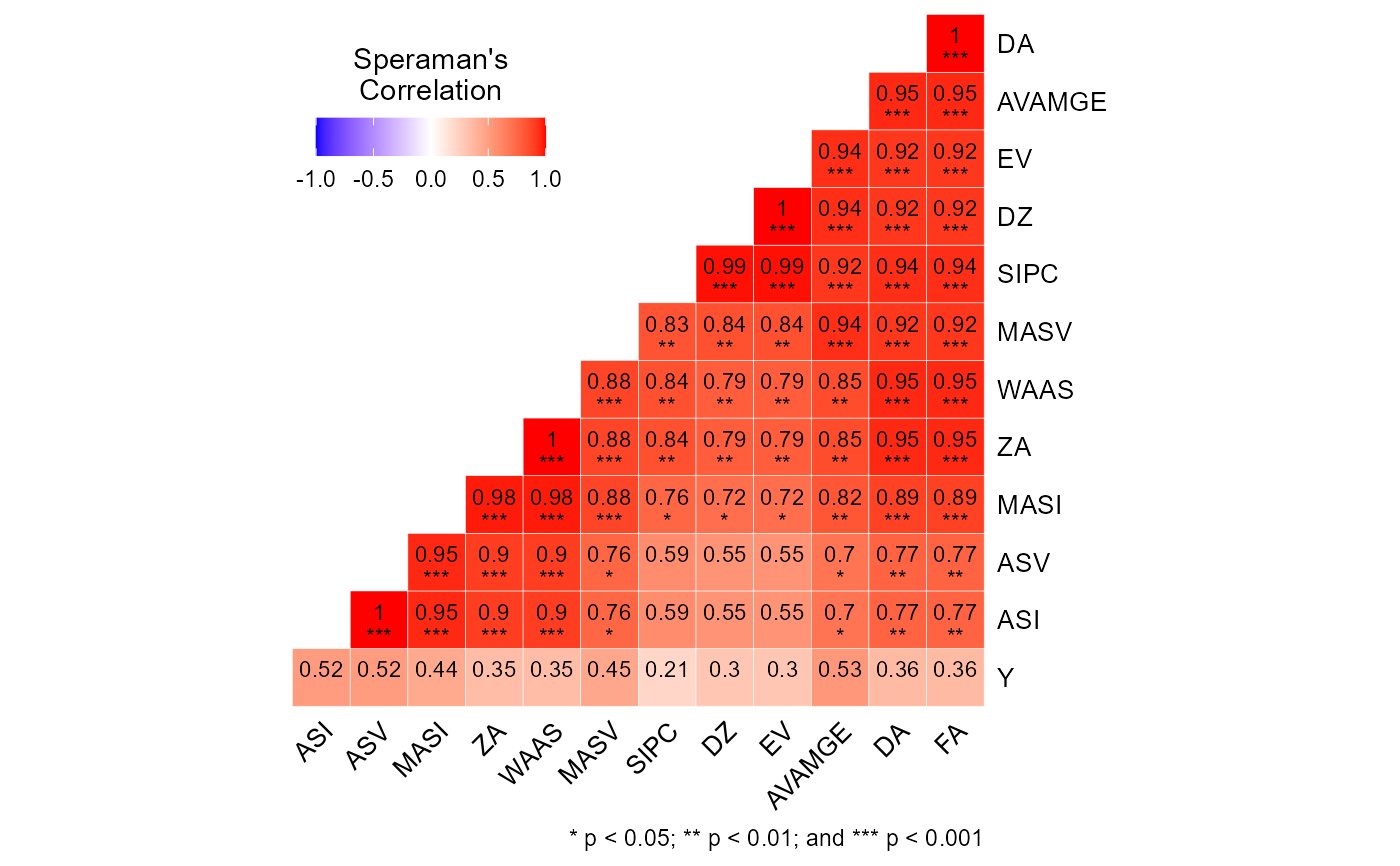 Speraman's
Correlation
-1.0 -0.5 0.0 0.5 1.0
1 DA
***
0.95 0.95 AVAMGE
*** ***
0.94 0.92 0.92 EV
*** *** ***
1 0.94 0.92 0.92 DZ
*** *** *** ***
0.99 0.99 0.92 0.94 0.94 SIPC
*** *** *** *** ***
0.83 0.84 0.84 0.94 0.92 0.92 MASV
** ** ** *** *** ***
0.88 0.84 0.79 0.79 0.85 0.95 0.95 WAAS
*** ** ** ** ** *** ***
1 0.88 0.84 0.79 0.79 0.85 0.95 0.95 ZA
*** *** ** ** ** ** *** ***
0.98 0.98 0.88 0.76 0.72 0.72 0.82 0.89 0.89 MASI
*** *** *** * * * ** *** ***
0.95 0.9 0.9 0.76 0.59 0.55 0.55 0.7 0.77 0.77 ASV
*** *** *** * * ** **
1 0.95 0.9 0.9 0.76 0.59 0.55 0.55 0.7 0.77 0.77 ASI
*** *** *** *** * * ** **
0.52 0.52 0.44 0.35 0.35 0.45 0.21 0.3 0.3 0.53 0.36 0.36 Y
ASI ASV MASI ZA WAAS MASV SIPC DZ EV AVAMGE DA FA
* p < 0.05; ** p < 0.01; and *** p < 0.001